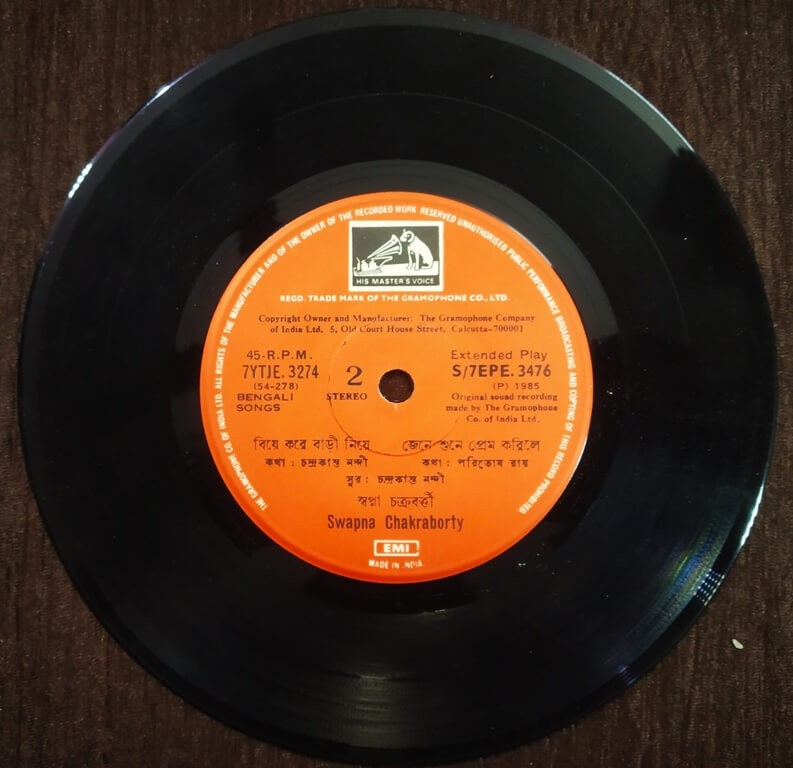 THE GRAMOPHONE CO. OF INDIA LTD. ALL RIGHTS OF THE MANUFACTURER AND OF THE OWNER OF THE RECORDED WORK RESERVED UNAUTHORISED PUBLIC PERFORMANCE BROADCASTING AND COPYING OF THIS RECORD PROHIBITED
HIS MASTER'S VOICE
REGD. TRADE MARK OF THE GRAMOPHONE CO., LTD.
Copyright Owner and Manufacturer: The Gramophone Company
of India Ltd. 5, Old Court House Street, Calcutta-700001
45-R.P.M. Extended Play
7YTJE. 3274 2 S/7EPE. 3476
(54-278) STEREO (P) 1985
BENGALI Original sound recording
SONGS made by The Gramophone
Co. of India Ltd.
বিয়ে করে বাড়ী নিয়ে জেনে শুনে প্রেম করিলে
কথা : চন্দ্রকান্ত নন্দী কথা : পরিতোষ রায়
সুর : চন্দ্রকান্ত নন্দী
স্বপ্না চক্রবর্ত্তী
Swapna Chakraborty
EMI
MADE IN INDIA